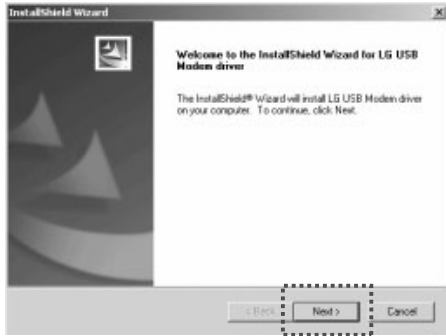 InstallShield Wizard
Welcome to the InstallShield Wizard for LG USB
Modem driver
The InstallShield® Wizard will install LG USB Modem driver
on your computer. To continue, click Next.
< Back
Next >
Cancel